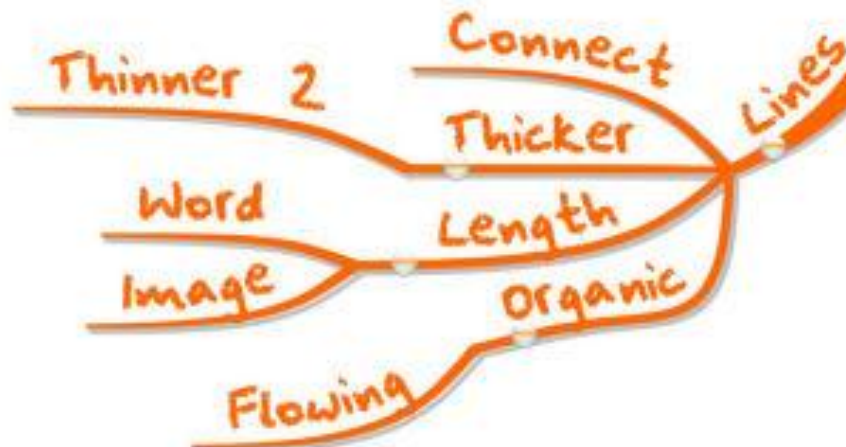 Lines
Connect
Thicker
Thinner 2
Length
Word
Image
Organic
Flowing